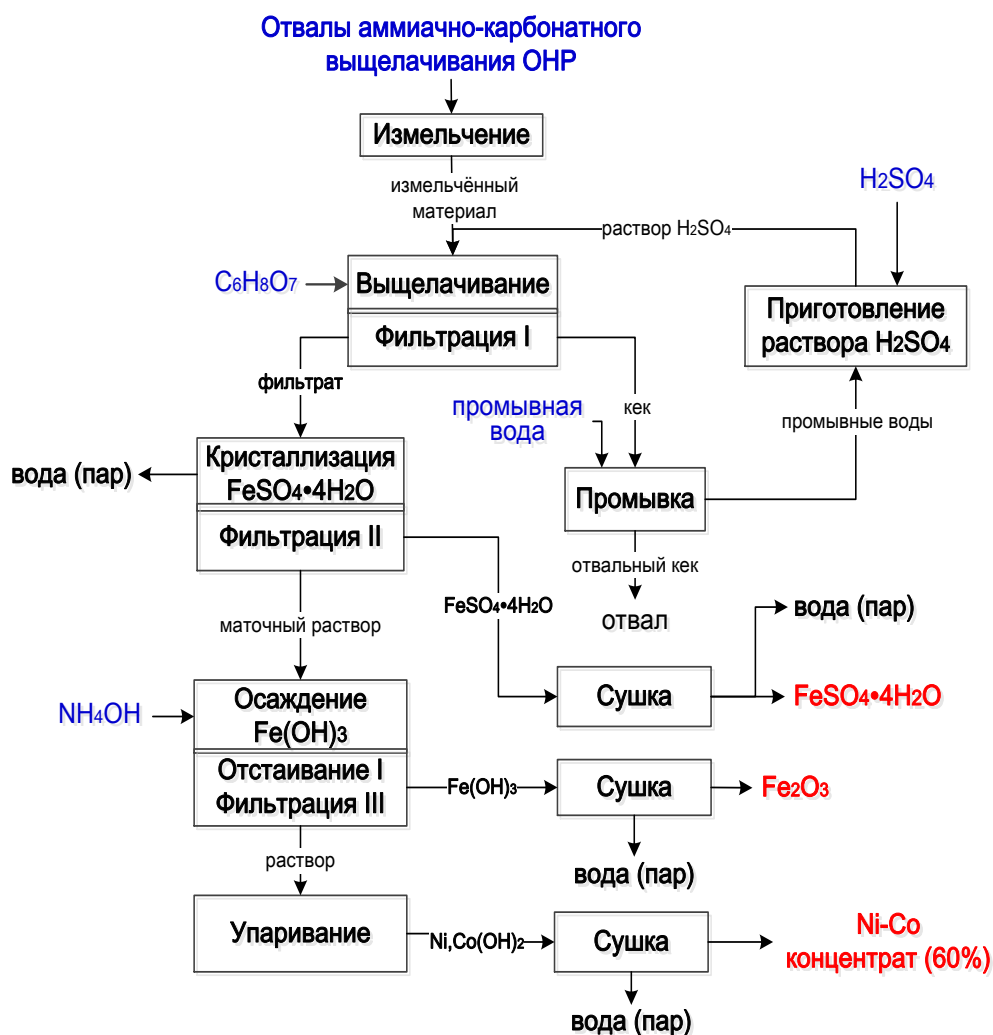 Отвалы аммиачно-карбонатного
выщелачивания ОНР
Измельчение
измельчённый
материал
H2SO4
раствор H2SO4
C6H8O7
Выщелачивание
Фильтрация I
Приготовление
раствора H2SO4
фильтрат
кек
промывная
вода
промывные воды
вода (пар)
Кристаллизация
FeSO4•4H2O
Фильтрация II
Промывка
отвальный кек
отвал
FeSO4•4H2O
маточный раствор
вода (пар)
Сушка
FeSO4•4H2O
NH4OH
Осаждение
Fe(OH)3
Отстаивание I
Фильтрация III
Fe(OH)3
Сушка
Fe2O3
вода (пар)
раствор
Упаривание
Ni,Co(OH)2
Сушка
Ni-Co
концентрат (60%)
вода (пар)